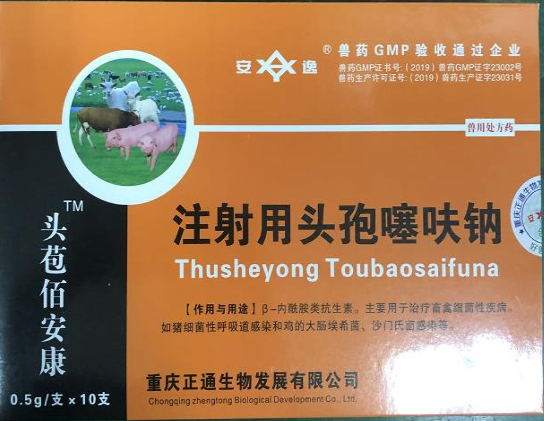 安 逸
® 兽药GMP验收通过企业
兽药GMP证书号:(2019)兽药GMP证字23002号
兽药生产许可证号:(2019)兽药生产证字23031号
兽用处方药
TM
头苞佰安康
0.5g/支×10支
注射用头孢噻呋钠
Thusheyong Toubaosaifuna
【作用与用途】β-内酰胺类抗生素。主要用于治疗畜禽细菌性疾病。
如猪细菌性呼吸道感染和鸡的大肠埃希菌、沙门氏菌感染等。
重庆正通生物发展有限公司
Chongqing zhengtong Biological Development Co., Ltd.
重庆正通生物